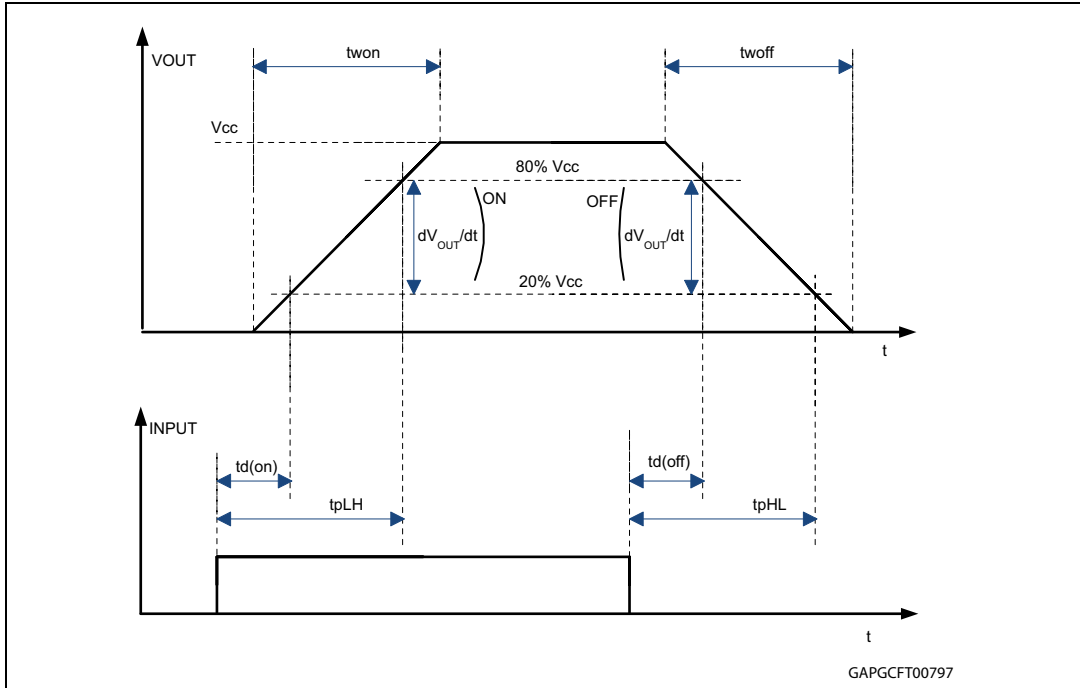 VOUT
twon
twoff
Vcc
80% Vcc
ON
OFF
dVOUT/dt
dVOUT/dt
20% Vcc
t
INPUT
td(on)
td(off)
tpLH
tpHL
t
GAPGCFT00797